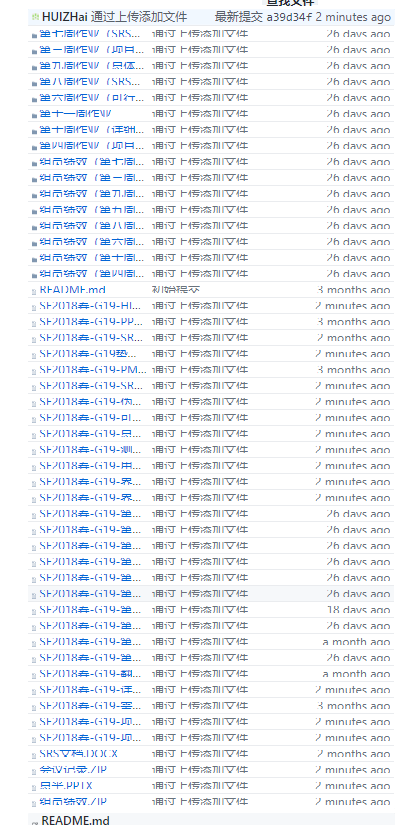 查找文件
HUIZHai 通过上传添加文件 最新提交 a39d34f 2 minutes ago
第七周作业（SRS... 通过上传添加文件 26 days ago
第三周作业（项目... 通过上传添加文件 26 days ago
第九周作业（总体... 通过上传添加文件 26 days ago
第八周作业（SRS... 通过上传添加文件 26 days ago
第六周作业（可行... 通过上传添加文件 26 days ago
第十一周作业 通过上传添加文件 26 days ago
第十周作业（详细... 通过上传添加文件 26 days ago
第四周作业（项目... 通过上传添加文件 26 days ago
组员绩效（第七周... 通过上传添加文件 26 days ago
组员绩效（第三周... 通过上传添加文件 26 days ago
组员绩效（第九周... 通过上传添加文件 26 days ago
组员绩效（第五周... 通过上传添加文件 26 days ago
组员绩效（第八周... 通过上传添加文件 26 days ago
组员绩效（第六周... 通过上传添加文件 26 days ago
组员绩效（第十周... 通过上传添加文件 26 days ago
组员绩效（第四周... 通过上传添加文件 26 days ago
README.md 初始提交 3 months ago
SE2018春-G19-HI... 通过上传添加文件 2 minutes ago
SE2018春-G19-PP... 通过上传添加文件 3 months ago
SE2018春-G19-SR... 通过上传添加文件 2 months ago
SE2018春-G19... 通过上传添加文件 2 minutes ago
SE2018春-G19-PM... 通过上传添加文件 3 months ago
SE2018春-G19-SR... 通过上传添加文件 2 minutes ago
SE2018春-G19-伪... 通过上传添加文件 2 minutes ago
SE2018春-G19-可... 通过上传添加文件 2 minutes ago
SE2018春-G19-总... 通过上传添加文件 2 minutes ago
SE2018春-G19-测... 通过上传添加文件 2 minutes ago
SE2018春-G19-用... 通过上传添加文件 2 minutes ago
SE2018春-G19-界... 通过上传添加文件 2 minutes ago
SE2018春-G19-界... 通过上传添加文件 2 minutes ago
SE2018春-G19-第... 通过上传添加文件 26 days ago
SE2018春-G19-第... 通过上传添加文件 26 days ago
SE2018春-G19-第... 通过上传添加文件 26 days ago
SE2018春-G19-第... 通过上传添加文件 26 days ago
SE2018春-G19-第... 通过上传添加文件 26 days ago
SE2018春-G19-第... 通过上传添加文件 26 days ago
SE2018春-G19-第... 通过上传添加文件 18 days ago
SE2018春-G19-第... 通过上传添加文件 26 days ago
SE2018春-G19-第... 通过上传添加文件 a month ago
SE2018春-G19-第... 通过上传添加文件 26 days ago
SE2018春-G19-翻... 通过上传添加文件 a month ago
SE2018春-G19-详... 通过上传添加文件 2 minutes ago
SE2018春-G19-需... 通过上传添加文件 3 months ago
SE2018春-G19-项... 通过上传添加文件 2 minutes ago
SE2018春-G19-项... 通过上传添加文件 2 minutes ago
SRS文档.DOCX 通过上传添加文件 2 months ago
会议记录.ZIP 通过上传添加文件 2 minutes ago
.PPTX 通过上传添加文件 2 minutes ago
组员绩效.ZIP 通过上传添加文件 2 minutes ago
README.md